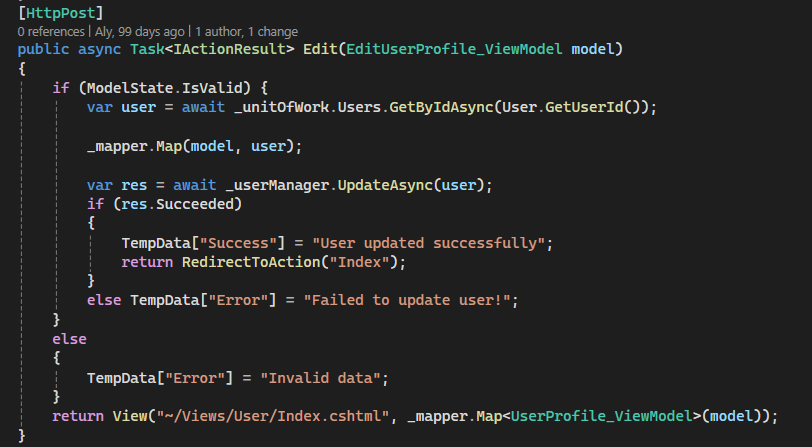 [HttpPost]
0 references | Aly, 99 days ago | 1 author, 1 change
public async Task<IActionResult> Edit(EditUserProfile_ViewModel model)
{
if (ModelState.IsValid) {
var user = await _unitOfWork.Users.GetByIdAsync(User.GetUserId());
_mapper.Map(model, user);
var res = await _userManager.UpdateAsync(user);
if (res.Succeeded)
{
TempData["Success"] = "User updated successfully";
return RedirectToAction("Index");
}
else TempData["Error"] = "Failed to update user!";
}
else
{
TempData["Error"] = "Invalid data";
}
return View("~/Views/User/Index.cshtml", _mapper.Map<UserProfile_ViewModel>(model));
}